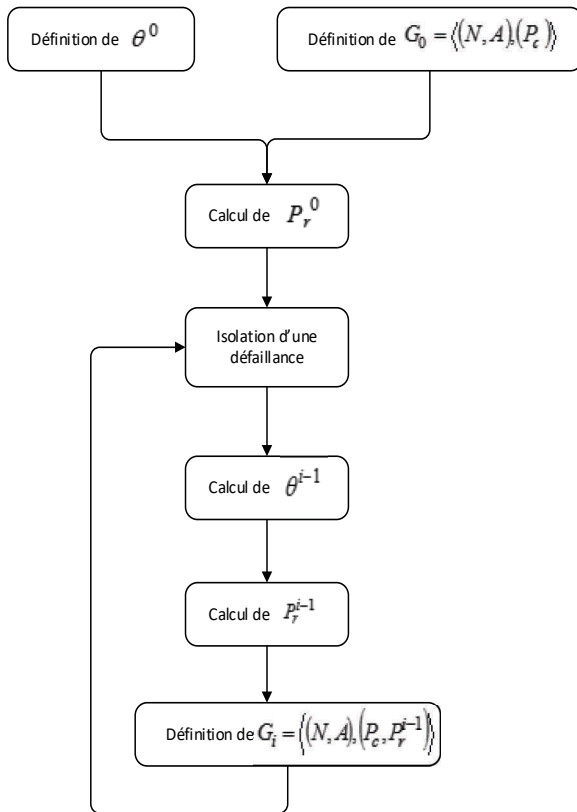 Définition de θ⁰
Définition de G₀ = ⟨(N, A), (P_c)⟩
Calcul de P_r⁰
Isolation d'une
défaillance
Calcul de θ^{i−1}
Calcul de P_r^{i−1}
Définition de G_i = ⟨(N, A), (P_c, P_r^{i−1})⟩